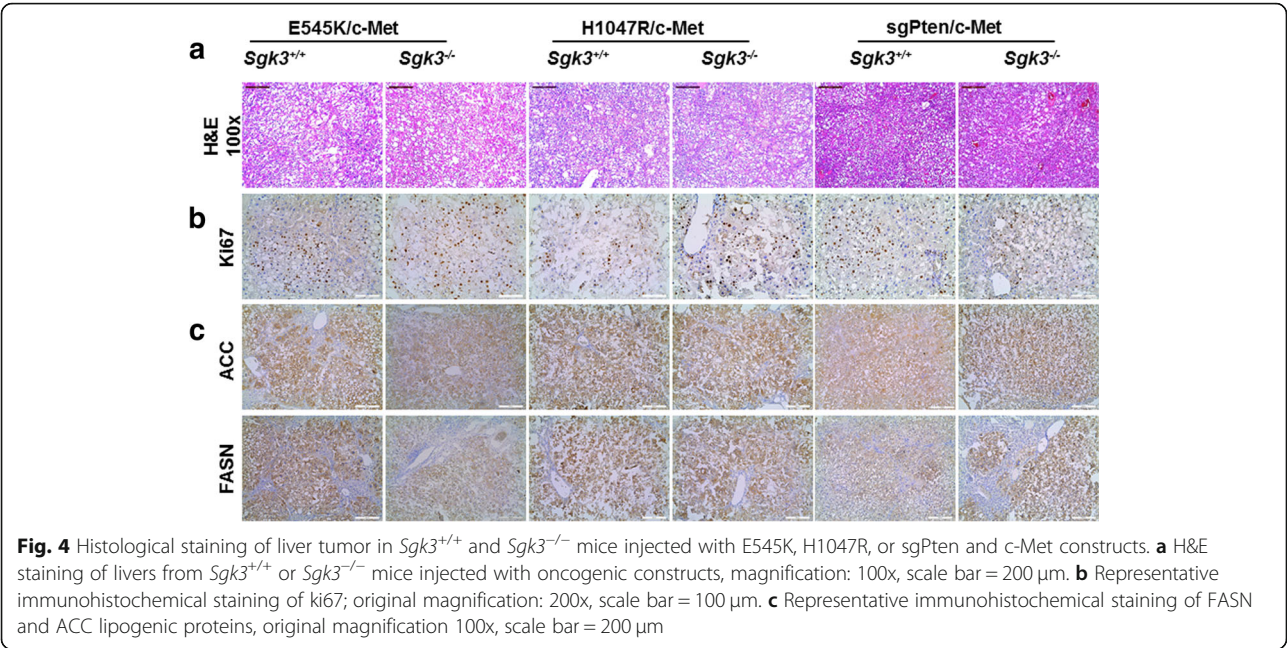 E545K/c-Met H1047R/c-Met sgPten/c-Met
a Sgk3+/+ Sgk3-/- Sgk3+/+ Sgk3-/- Sgk3+/+ Sgk3-/-
H&E
100x
b
Ki67
c
ACC
FASN
Fig. 4 Histological staining of liver tumor in Sgk3+/+ and Sgk3−/− mice injected with E545K, H1047R, or sgPten and c-Met constructs. a H&E
staining of livers from Sgk3+/+ or Sgk3−/− mice injected with oncogenic constructs, magnification: 100x, scale bar = 200 μm. b Representative
immunohistochemical staining of ki67; original magnification: 200x, scale bar = 100 μm. c Representative immunohistochemical staining of FASN
and ACC lipogenic proteins, original magnification 100x, scale bar = 200 μm